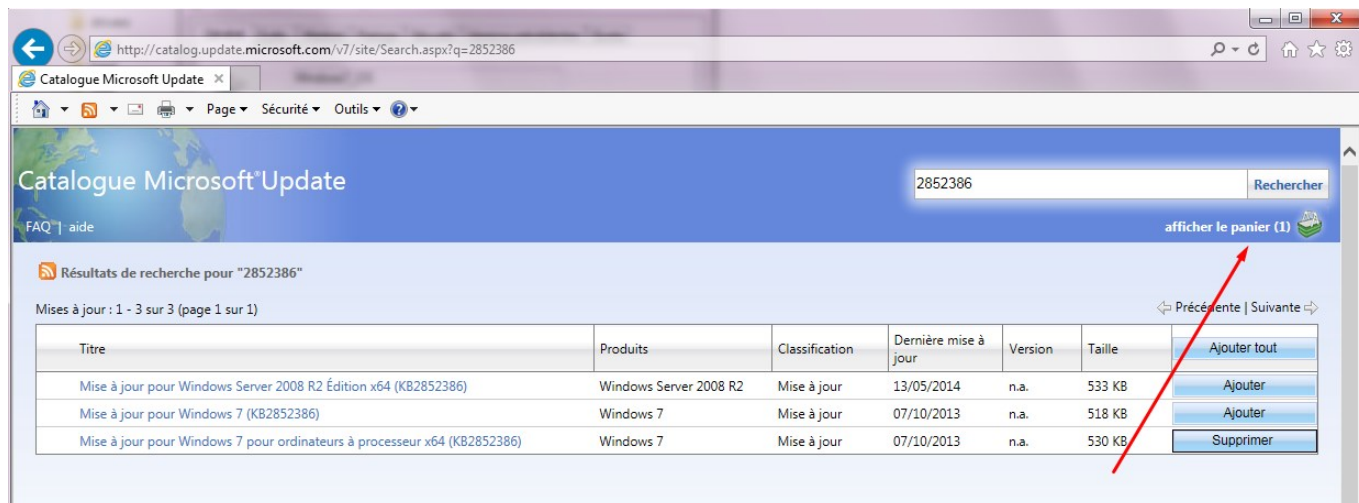 http://catalog.update.microsoft.com/v7/site/Search.aspx?q=2852386
Catalogue Microsoft Update
Page Sécurité Outils
Catalogue Microsoft® Update
2852386 Rechercher
FAQ | aide
afficher le panier (1)
Résultats de recherche pour "2852386"
Mises à jour : 1 - 3 sur 3 (page 1 sur 1)
Précédente | Suivante
Titre Produits Classification Dernière mise à jour Version Taille Ajouter tout
Mise à jour pour Windows Server 2008 R2 Édition x64 (KB2852386) Windows Server 2008 R2 Mise à jour 13/05/2014 n.a. 533 KB Ajouter
Mise à jour pour Windows 7 (KB2852386) Windows 7 Mise à jour 07/10/2013 n.a. 518 KB Ajouter
Mise à jour pour Windows 7 pour ordinateurs à processeur x64 (KB2852386) Windows 7 Mise à jour 07/10/2013 n.a. 530 KB Supprimer